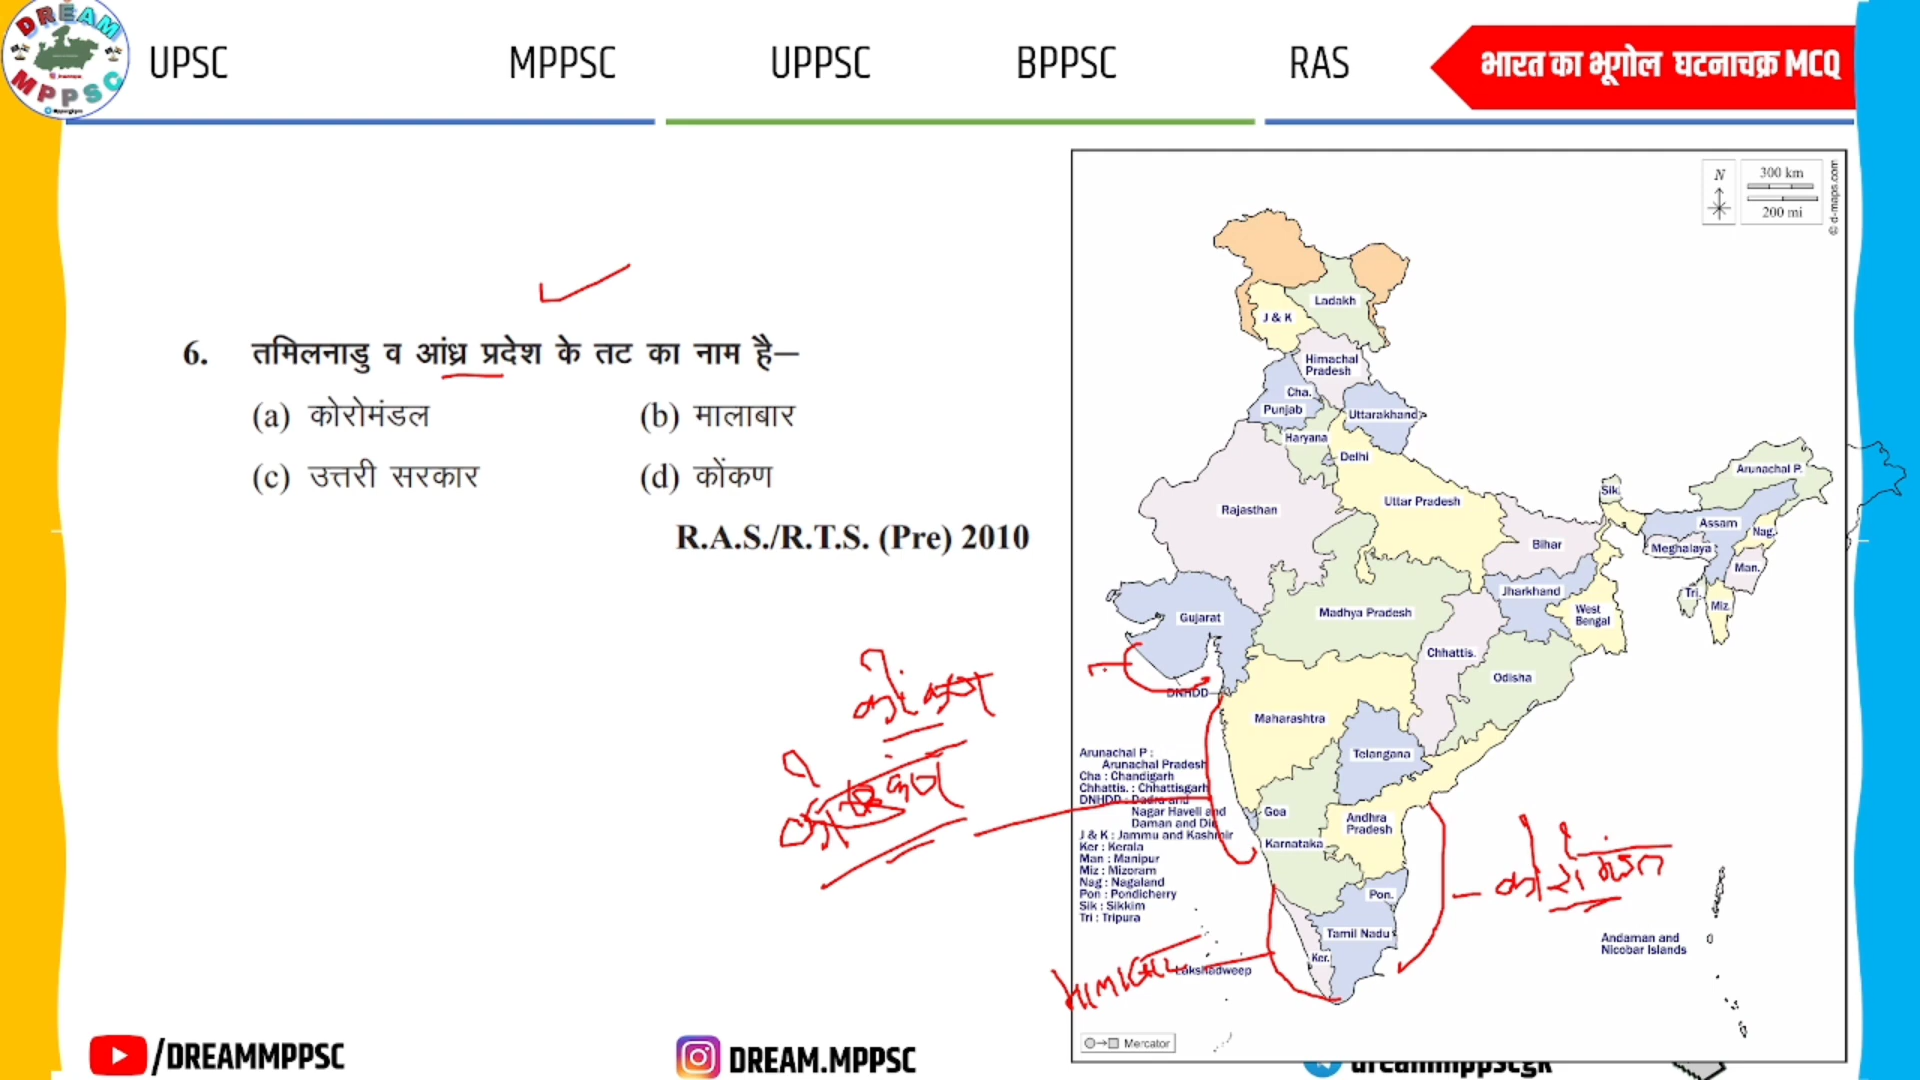 DREAM
MPPSC
UPSC
MPPSC
UPPSC
BPPSC
RAS
भारत का भूगोल घटनाचक्र MCQ
6. तमिलनाडु व आंध्र प्रदेश के तट का नाम है—
(a) कोरोमंडल (b) मालाबार
(c) उत्तरी सरकार (d) कोंकण
R.A.S./R.T.S. (Pre) 2010
N
300 km
200 mi
© d-maps.com
Ladakh
J & K
Himachal
Pradesh
Cha.
Punjab
Uttarakhand
Haryana
Delhi
Arunachal P.
Sik.
Rajasthan
Uttar Pradesh
Assam
Nag.
Bihar
Meghalaya
Man.
Jharkhand
Tri.
Miz.
West
Bengal
Gujarat
Madhya Pradesh
Chhattis.
Odisha
DNHDD
Maharashtra
Telangana
Goa
Andhra
Pradesh
Karnataka
Pon.
Tamil Nadu
Ker.
Lakshadweep
Andaman and
Nicobar Islands
Arunachal P :
Arunachal Pradesh
Cha : Chandigarh
Chhattis. : Chhattisgarh
DNHDD : Dadra and
Nagar Haveli and
Daman and Diu
J & K : Jammu and Kashmir
Ker : Kerala
Man : Manipur
Miz : Mizoram
Nag : Nagaland
Pon : Pondicherry
Sik : Sikkim
Tri : Tripura
कोंकण
Mercator
/DREAMMPPSC
DREAM.MPPSC
dreammppscgk